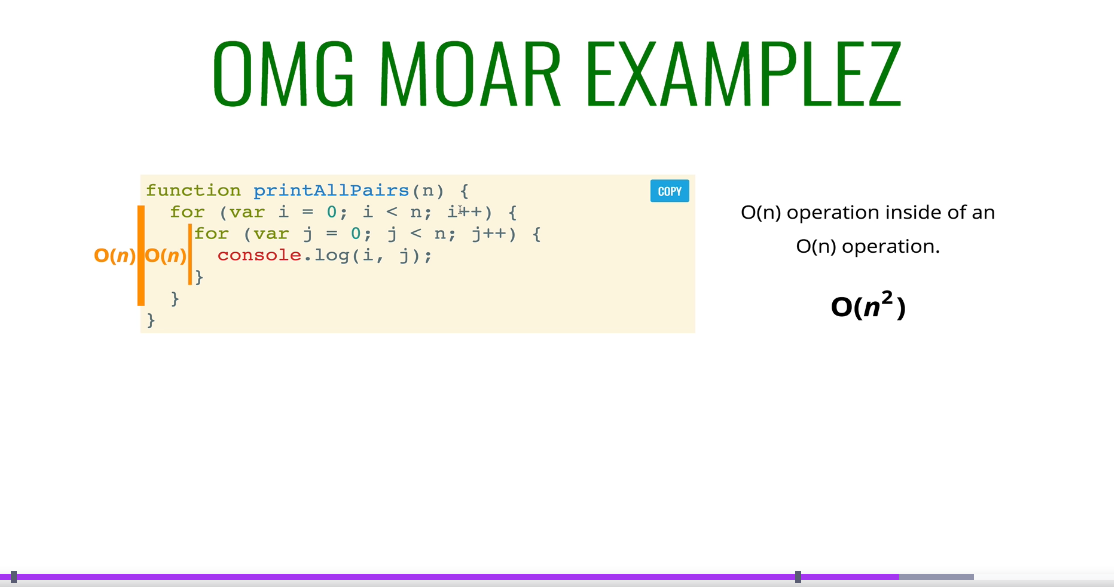 OMG MOAR EXAMPLEZ
function printAllPairs(n) {
COPY
for (var i = 0; i < n; i++) {
for (var j = 0; j < n; j++) {
O(n) O(n) console.log(i, j);
}
}
}
O(n) operation inside of an
O(n) operation.
O(n²)